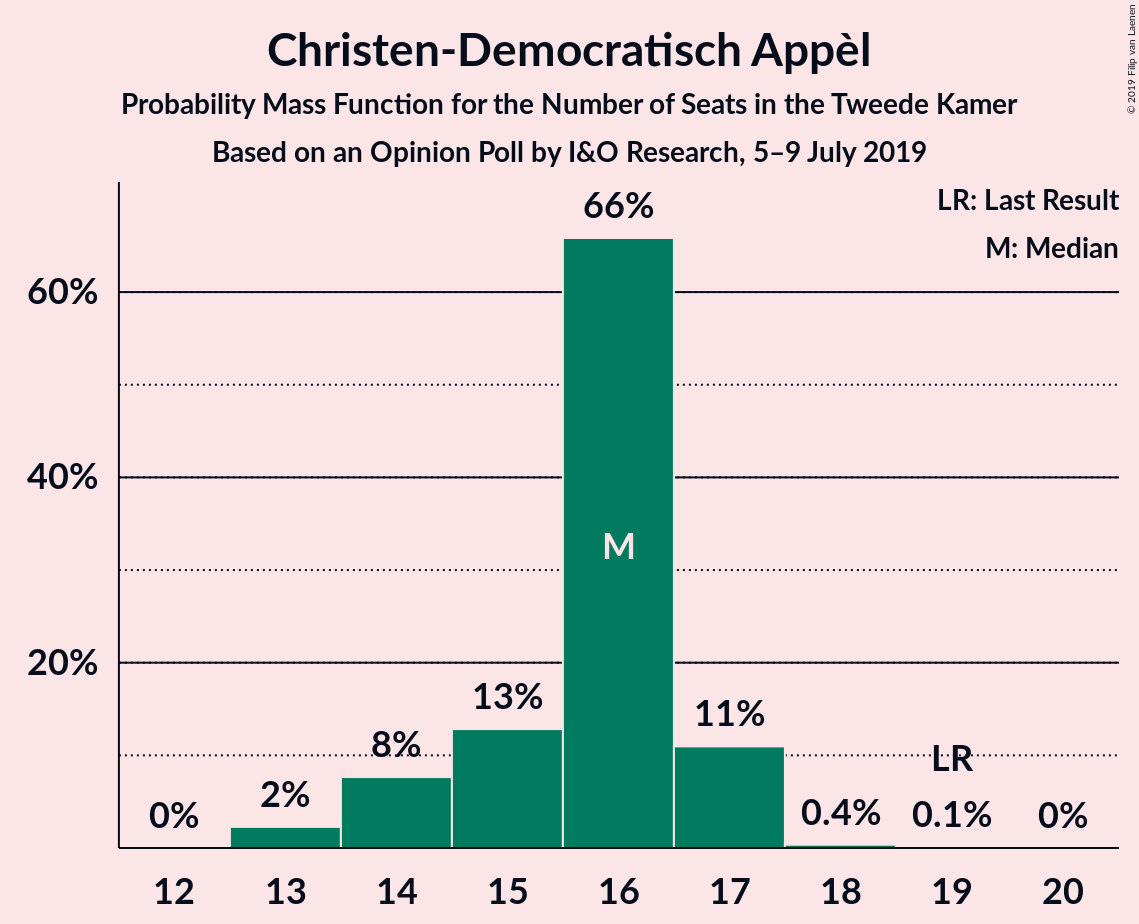 Christen-Democratisch Appèl
Probability Mass Function for the Number of Seats in the Tweede Kamer
Based on an Opinion Poll by I&O Research, 5–9 July 2019
© 2019 Filip van Laenen
LR: Last Result
M: Median
60%
40%
20%
0%
2%
8%
13%
66%
M
11%
0.4%
LR
0.1%
0%
12 13 14 15 16 17 18 19 20